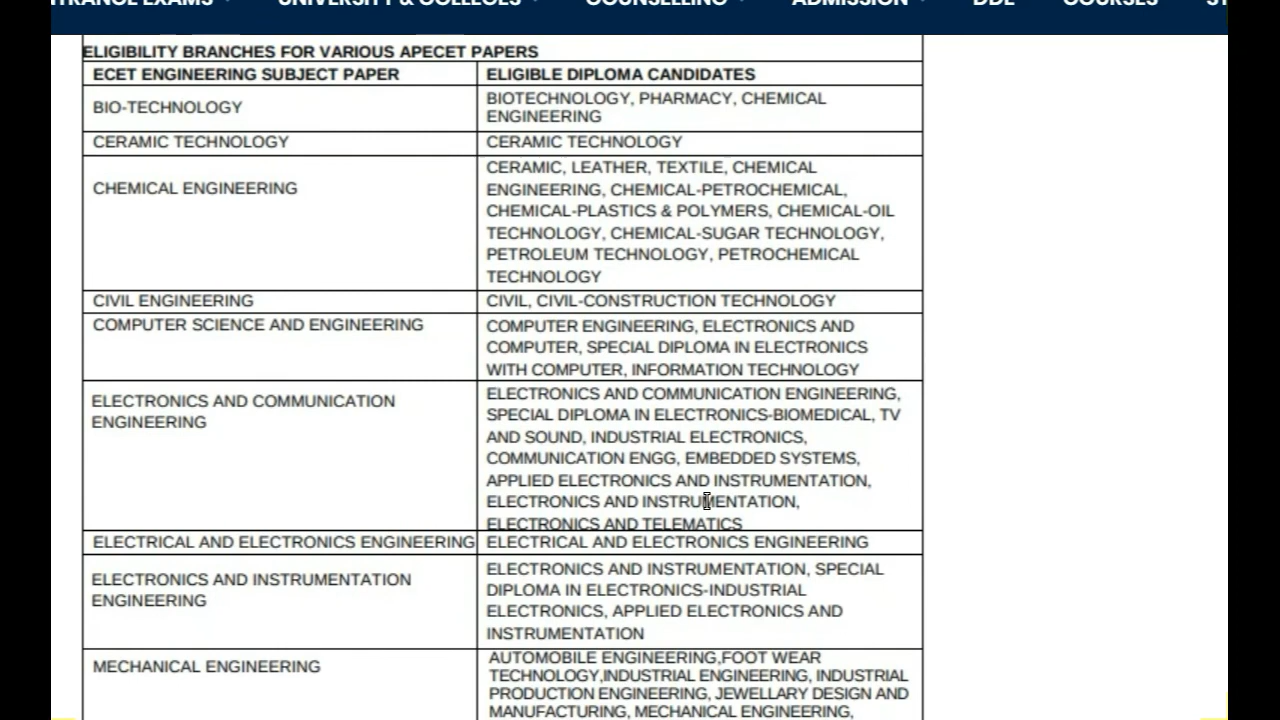 TRANCE EXAMS UNIVERSITY & COLLEGES COUNSELLING ADMISSION DDE COURSES ST
ELIGIBILITY BRANCHES FOR VARIOUS APECET PAPERS
ECET ENGINEERING SUBJECT PAPER ELIGIBLE DIPLOMA CANDIDATES
BIO-TECHNOLOGY
BIOTECHNOLOGY, PHARMACY, CHEMICAL
ENGINEERING
CERAMIC TECHNOLOGY CERAMIC TECHNOLOGY
CHEMICAL ENGINEERING
CERAMIC, LEATHER, TEXTILE, CHEMICAL
ENGINEERING, CHEMICAL-PETROCHEMICAL,
CHEMICAL-PLASTICS & POLYMERS, CHEMICAL-OIL
TECHNOLOGY, CHEMICAL-SUGAR TECHNOLOGY,
PETROLEUM TECHNOLOGY, PETROCHEMICAL
TECHNOLOGY
CIVIL ENGINEERING CIVIL, CIVIL-CONSTRUCTION TECHNOLOGY
COMPUTER SCIENCE AND ENGINEERING
COMPUTER ENGINEERING, ELECTRONICS AND
COMPUTER, SPECIAL DIPLOMA IN ELECTRONICS
WITH COMPUTER, INFORMATION TECHNOLOGY
ELECTRONICS AND COMMUNICATION
ENGINEERING
ELECTRONICS AND COMMUNICATION ENGINEERING,
SPECIAL DIPLOMA IN ELECTRONICS-BIOMEDICAL, TV
AND SOUND, INDUSTRIAL ELECTRONICS,
COMMUNICATION ENGG, EMBEDDED SYSTEMS,
APPLIED ELECTRONICS AND INSTRUMENTATION,
ELECTRONICS AND INSTRUMENTATION,
ELECTRONICS AND TELEMATICS
ELECTRICAL AND ELECTRONICS ENGINEERING ELECTRICAL AND ELECTRONICS ENGINEERING
ELECTRONICS AND INSTRUMENTATION
ENGINEERING
ELECTRONICS AND INSTRUMENTATION, SPECIAL
DIPLOMA IN ELECTRONICS-INDUSTRIAL
ELECTRONICS, APPLIED ELECTRONICS AND
INSTRUMENTATION
MECHANICAL ENGINEERING
AUTOMOBILE ENGINEERING,FOOT WEAR
TECHNOLOGY,INDUSTRIAL ENGINEERING, INDUSTRIAL
PRODUCTION ENGINEERING, JEWELLARY DESIGN AND
MANUFACTURING, MECHANICAL ENGINEERING,